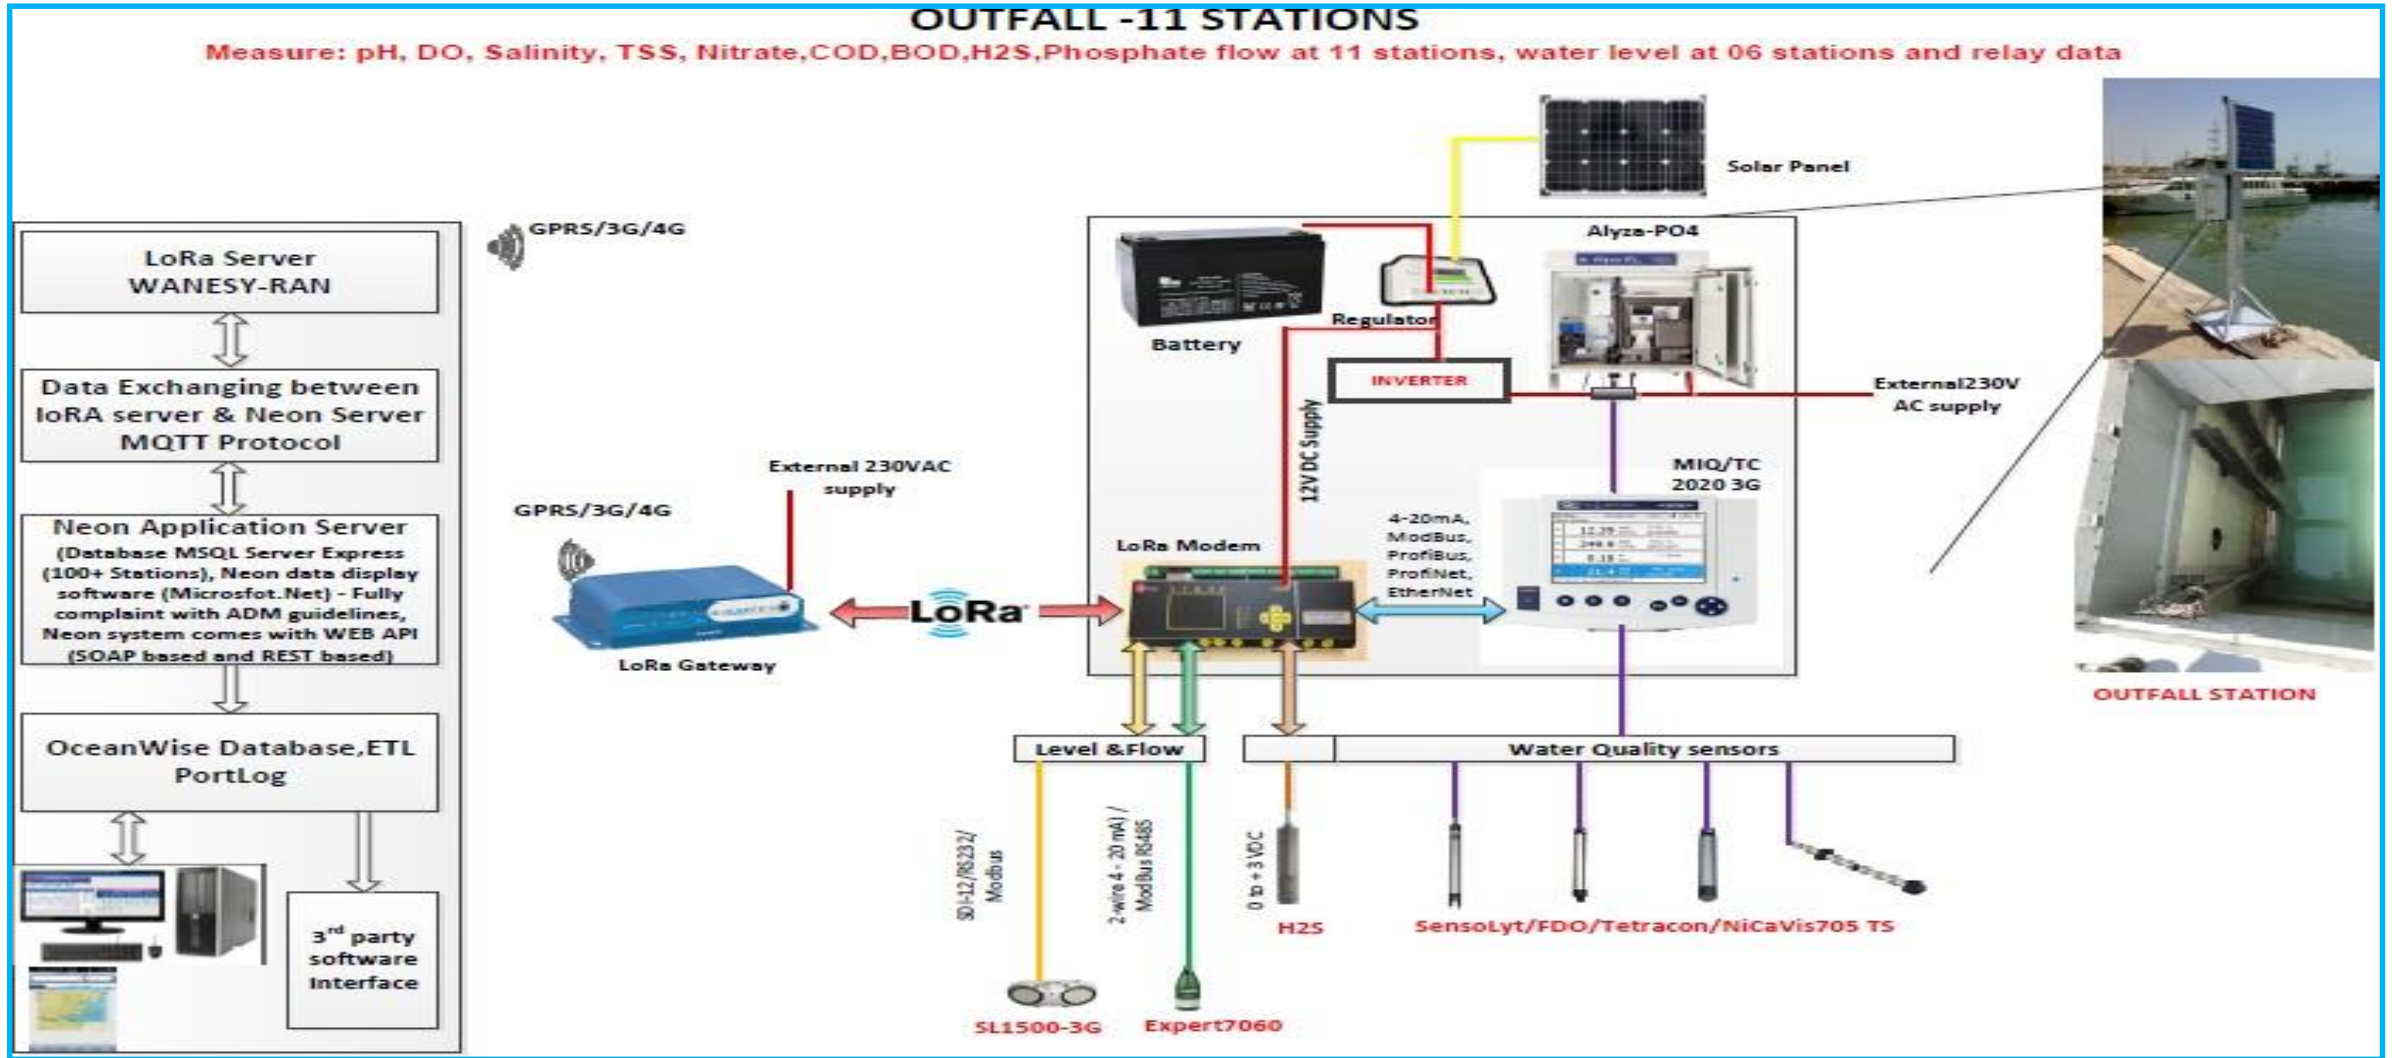 OUTFALL -11 STATIONS
Measure: pH, DO, Salinity, TSS, Nitrate,COD,BOD,H2S,Phosphate flow at 11 stations, water level at 06 stations and relay data
LoRa Server
WANESY-RAN
Data Exchanging between
IoRA server & Neon Server
MQTT Protocol
Neon Application Server
(Database MSQL Server Express
(100+ Stations), Neon data display
software (Microsfot.Net) - Fully
complaint with ADM guidelines,
Neon system comes with WEB API
(SOAP based and REST based)
OceanWise Database,ETL
PortLog
3rd party
software
Interface
GPRS/3G/4G
GPRS/3G/4G
External 230VAC
supply
LoRa Gateway
LoRa
Solar Panel
Battery
Regulator
INVERTER
Alyza-PO4
External230V
AC supply
12V DC Supply
MIQ/TC
2020 3G
LoRa Modem
4-20mA,
ModBus,
ProfiBus,
ProfiNet,
EtherNet
Level &Flow
Water Quality sensors
SDI-12/RS232/
Modbus
2-wire 4 - 20 mA) /
ModBus RS485
0 to + 3 VDC
SL1500-3G
Expert7060
H2S
SensoLyt/FDO/Tetracon/NiCaVis705 TS
OUTFALL STATION